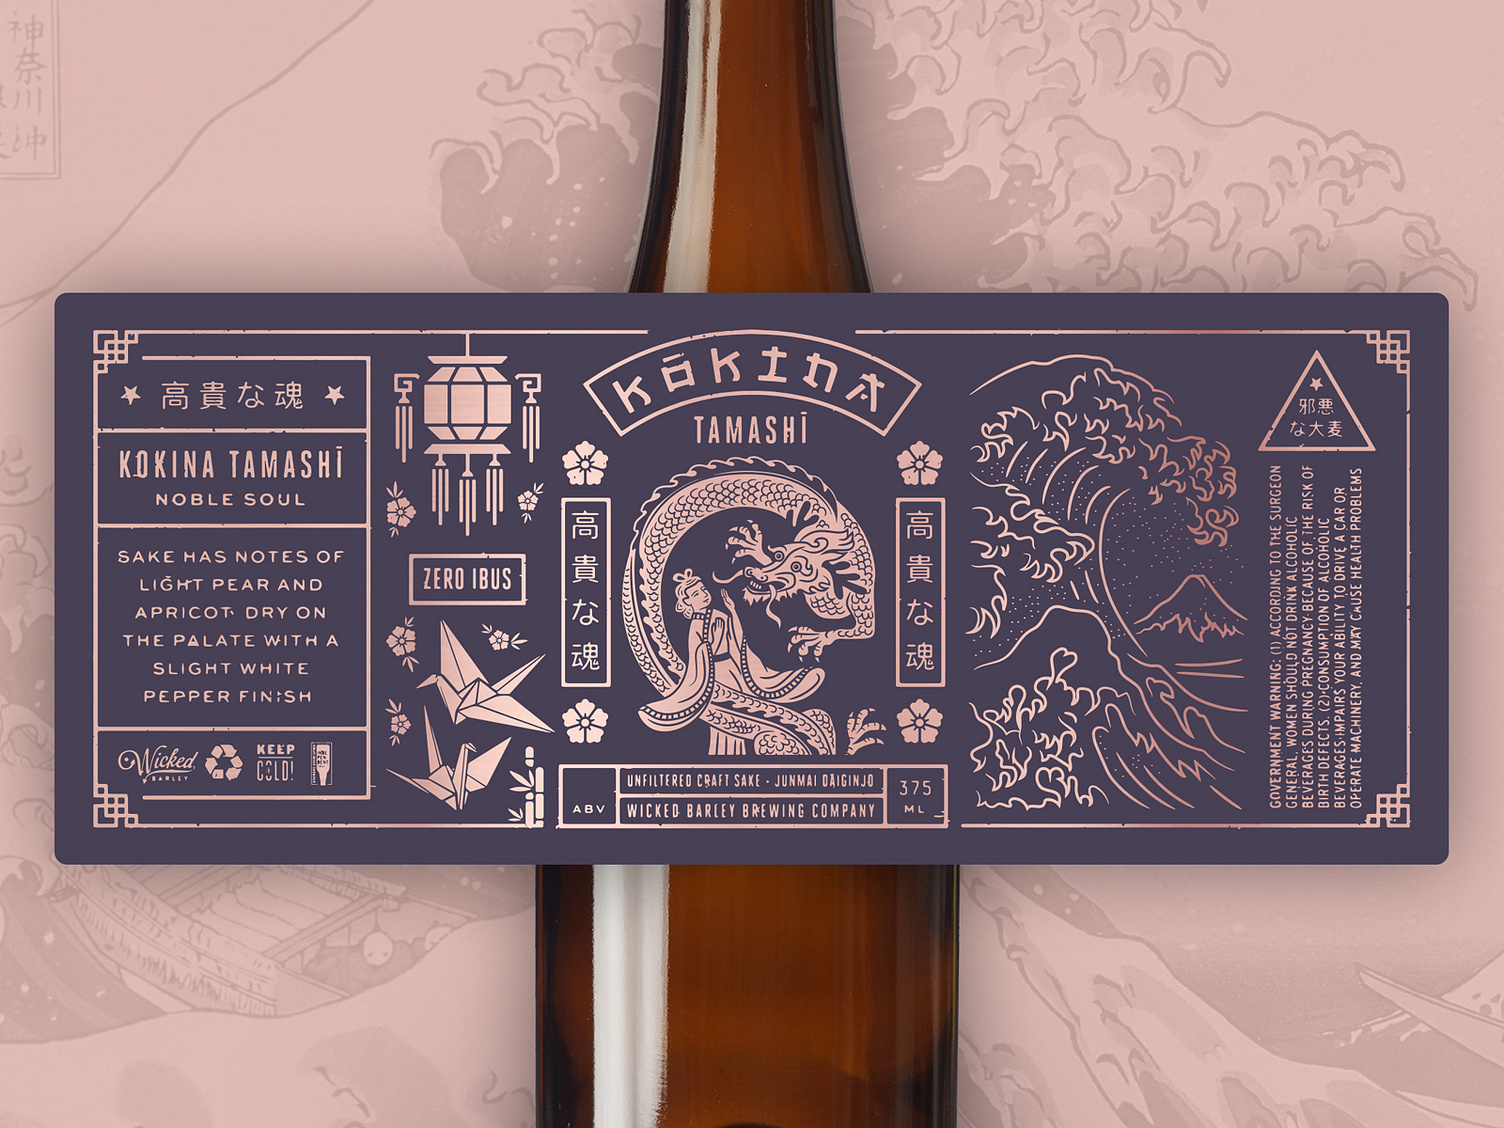 神奈川沖
高貴な魂
KOKINA TAMASHĪ
NOBLE SOUL
SAKE HAS NOTES OF
LIGHT PEAR AND
APRICOT· DRY ON
THE PALATE WITH A
SLIGHT WHITE
PEPPER FINISH
Wicked
BARLEY
KEEP
COLD!
ZERO IBUS
KŌKINA
TAMASHĪ
高貴な魂
高貴な魂
ABV
UNFILTERED CRAFT SAKE · JUNMAI DAIGINJO
WICKED BARLEY BREWING COMPANY
375
ML
邪悪
な大麦
GOVERNMENT WARNING: (1) ACCORDING TO THE SURGEON
GENERAL, WOMEN SHOULD NOT DRINK ALCOHOLIC
BEVERAGES DURING PREGNANCY BECAUSE OF THE RISK OF
BIRTH DEFECTS. (2) CONSUMPTION OF ALCOHOLIC
BEVERAGES IMPAIRS YOUR ABILITY TO DRIVE A CAR OR
OPERATE MACHINERY, AND MAY CAUSE HEALTH PROBLEMS